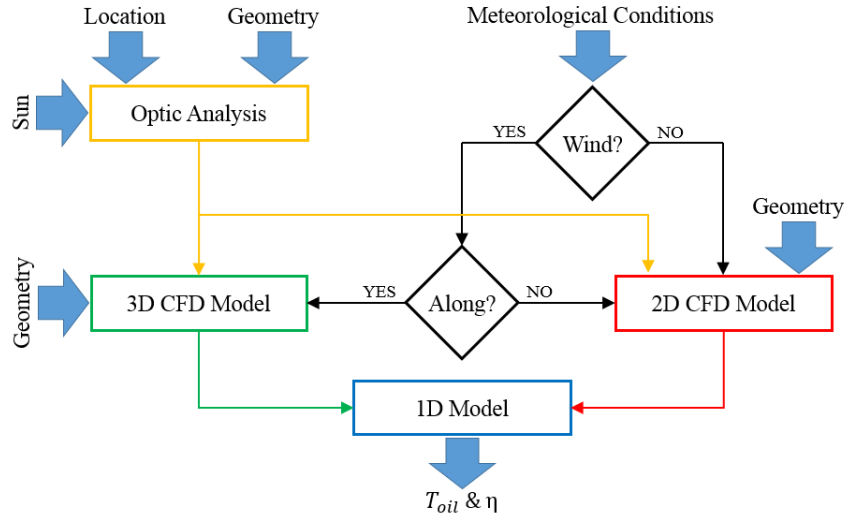 Location
Geometry
Meteorological Conditions
Sun
Optic Analysis
YES
Wind?
NO
Geometry
Geometry
3D CFD Model
YES
Along?
NO
2D CFD Model
1D Model
T_oil & η